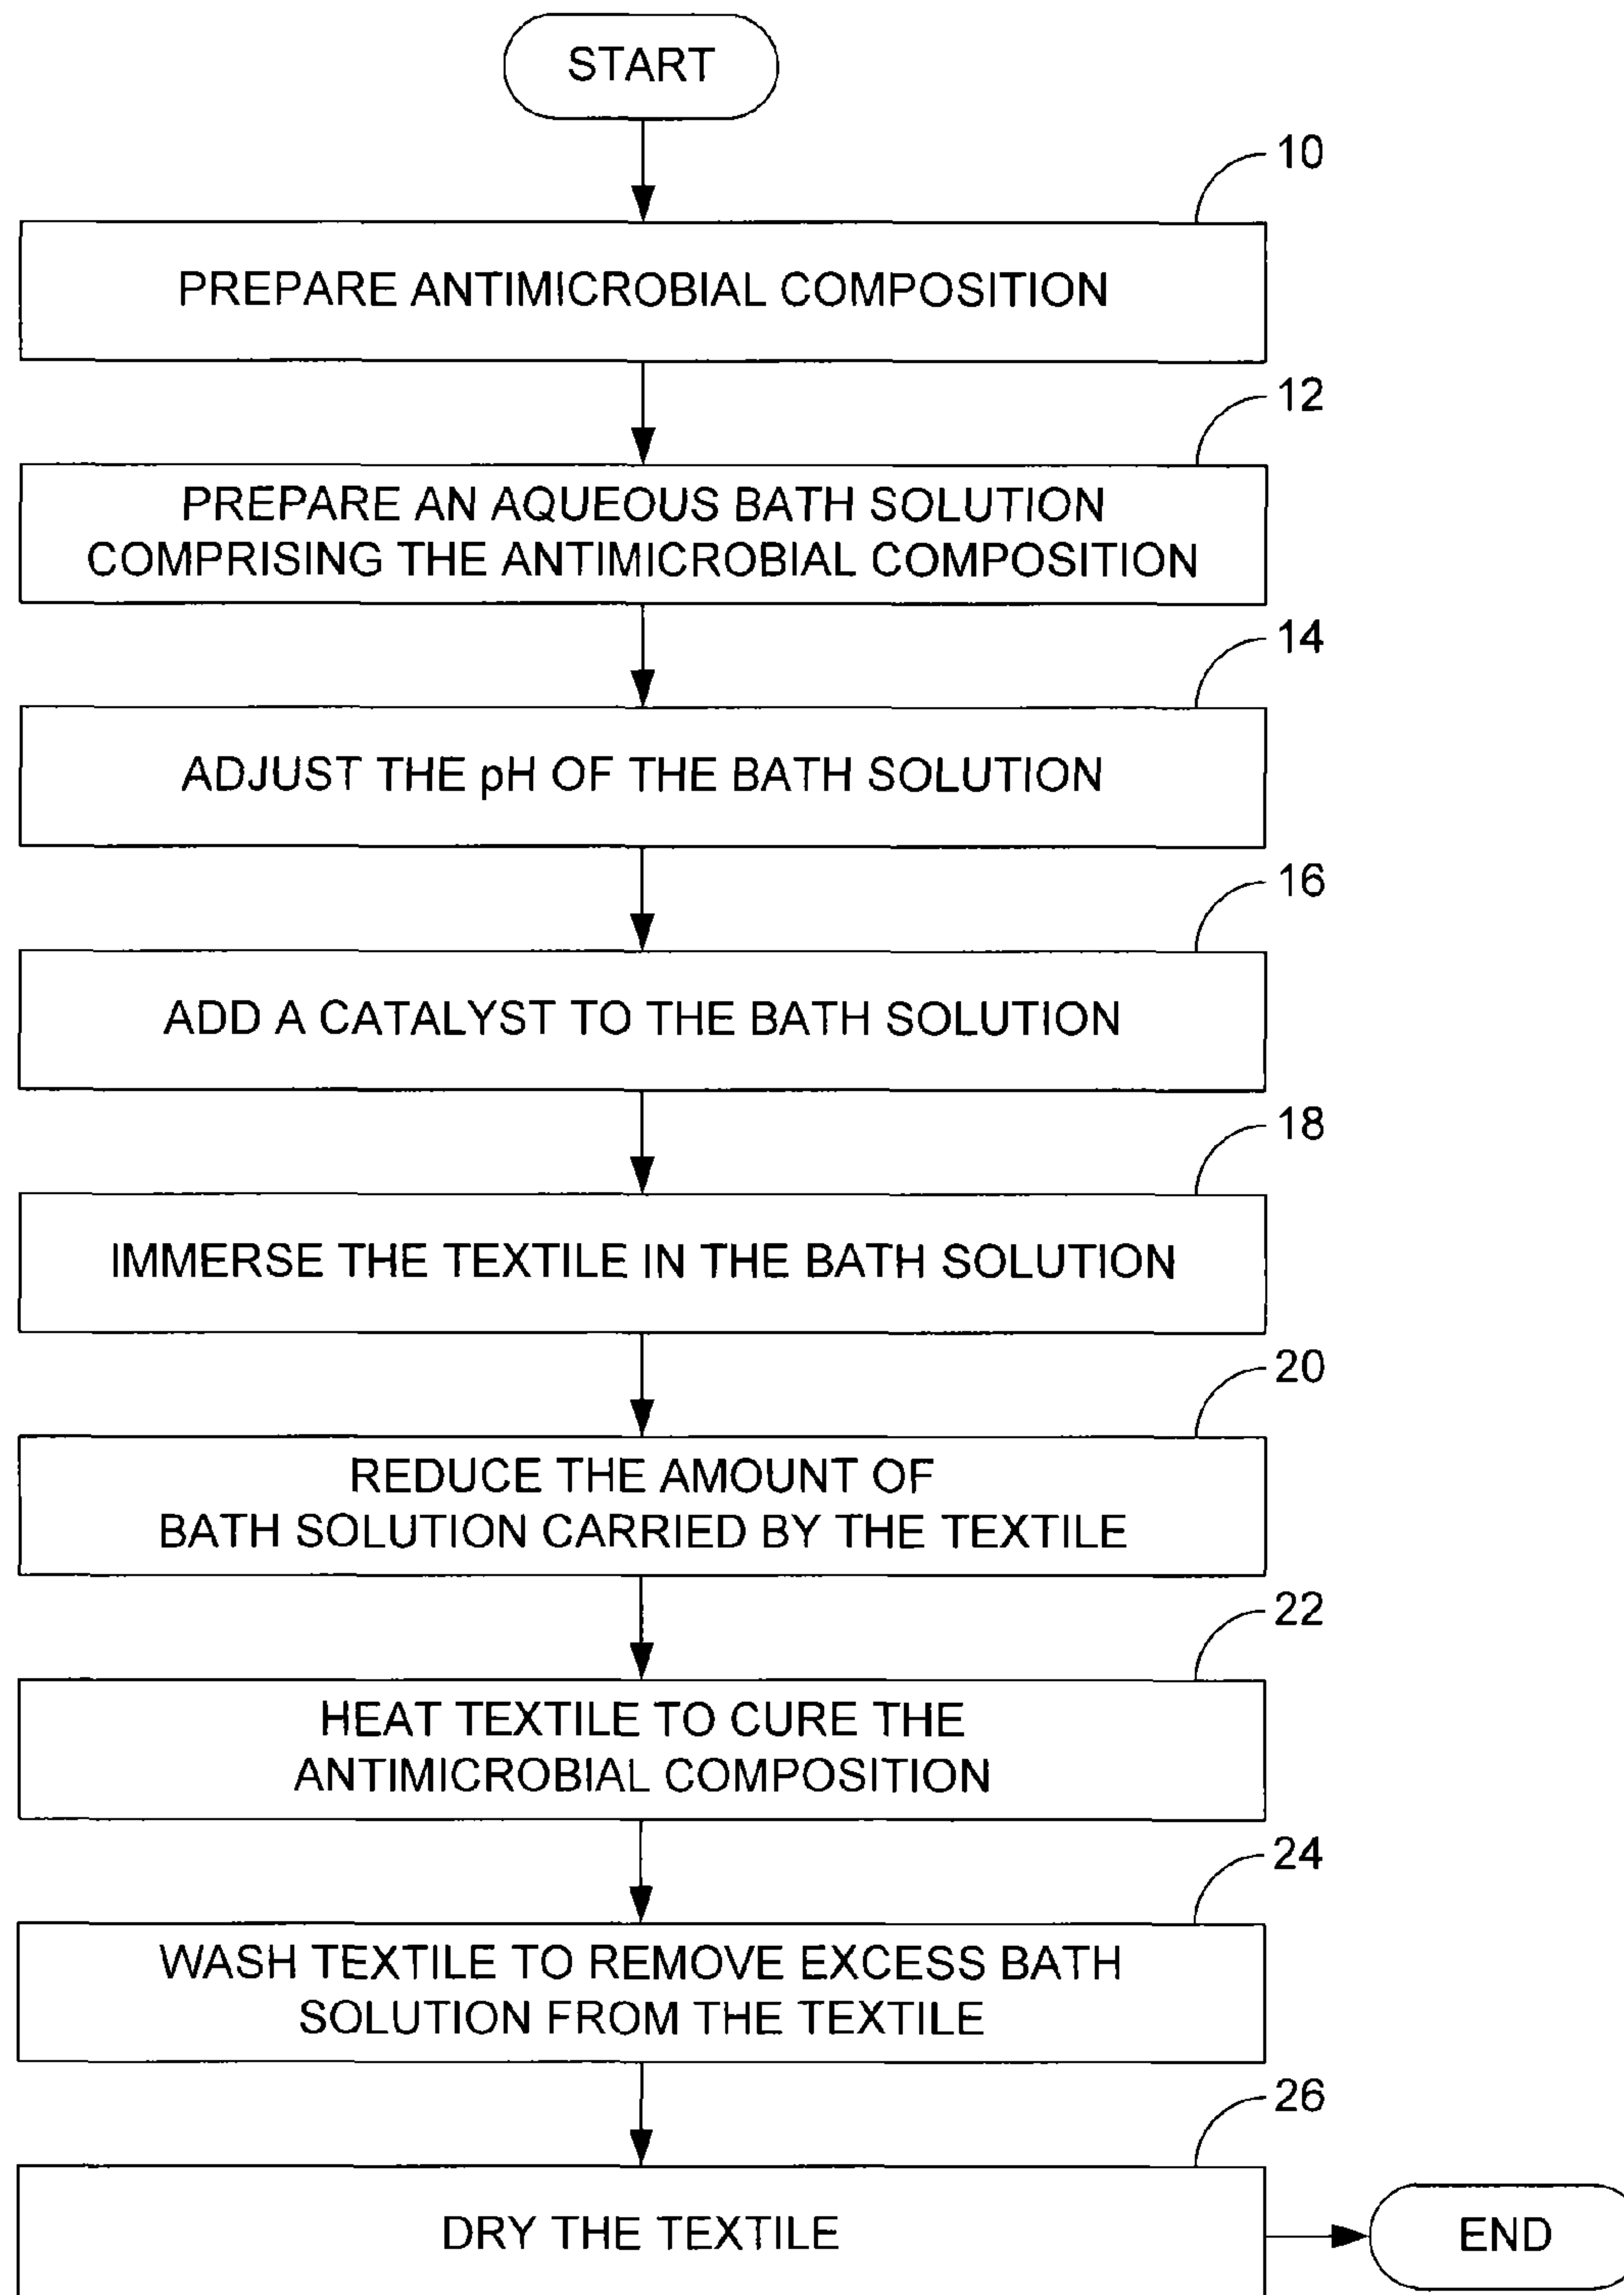 START
10
PREPARE ANTIMICROBIAL COMPOSITION
12
PREPARE AN AQUEOUS BATH SOLUTION
COMPRISING THE ANTIMICROBIAL COMPOSITION
14
ADJUST THE pH OF THE BATH SOLUTION
16
ADD A CATALYST TO THE BATH SOLUTION
18
IMMERSE THE TEXTILE IN THE BATH SOLUTION
20
REDUCE THE AMOUNT OF
BATH SOLUTION CARRIED BY THE TEXTILE
22
HEAT TEXTILE TO CURE THE
ANTIMICROBIAL COMPOSITION
24
WASH TEXTILE TO REMOVE EXCESS BATH
SOLUTION FROM THE TEXTILE
26
DRY THE TEXTILE
END